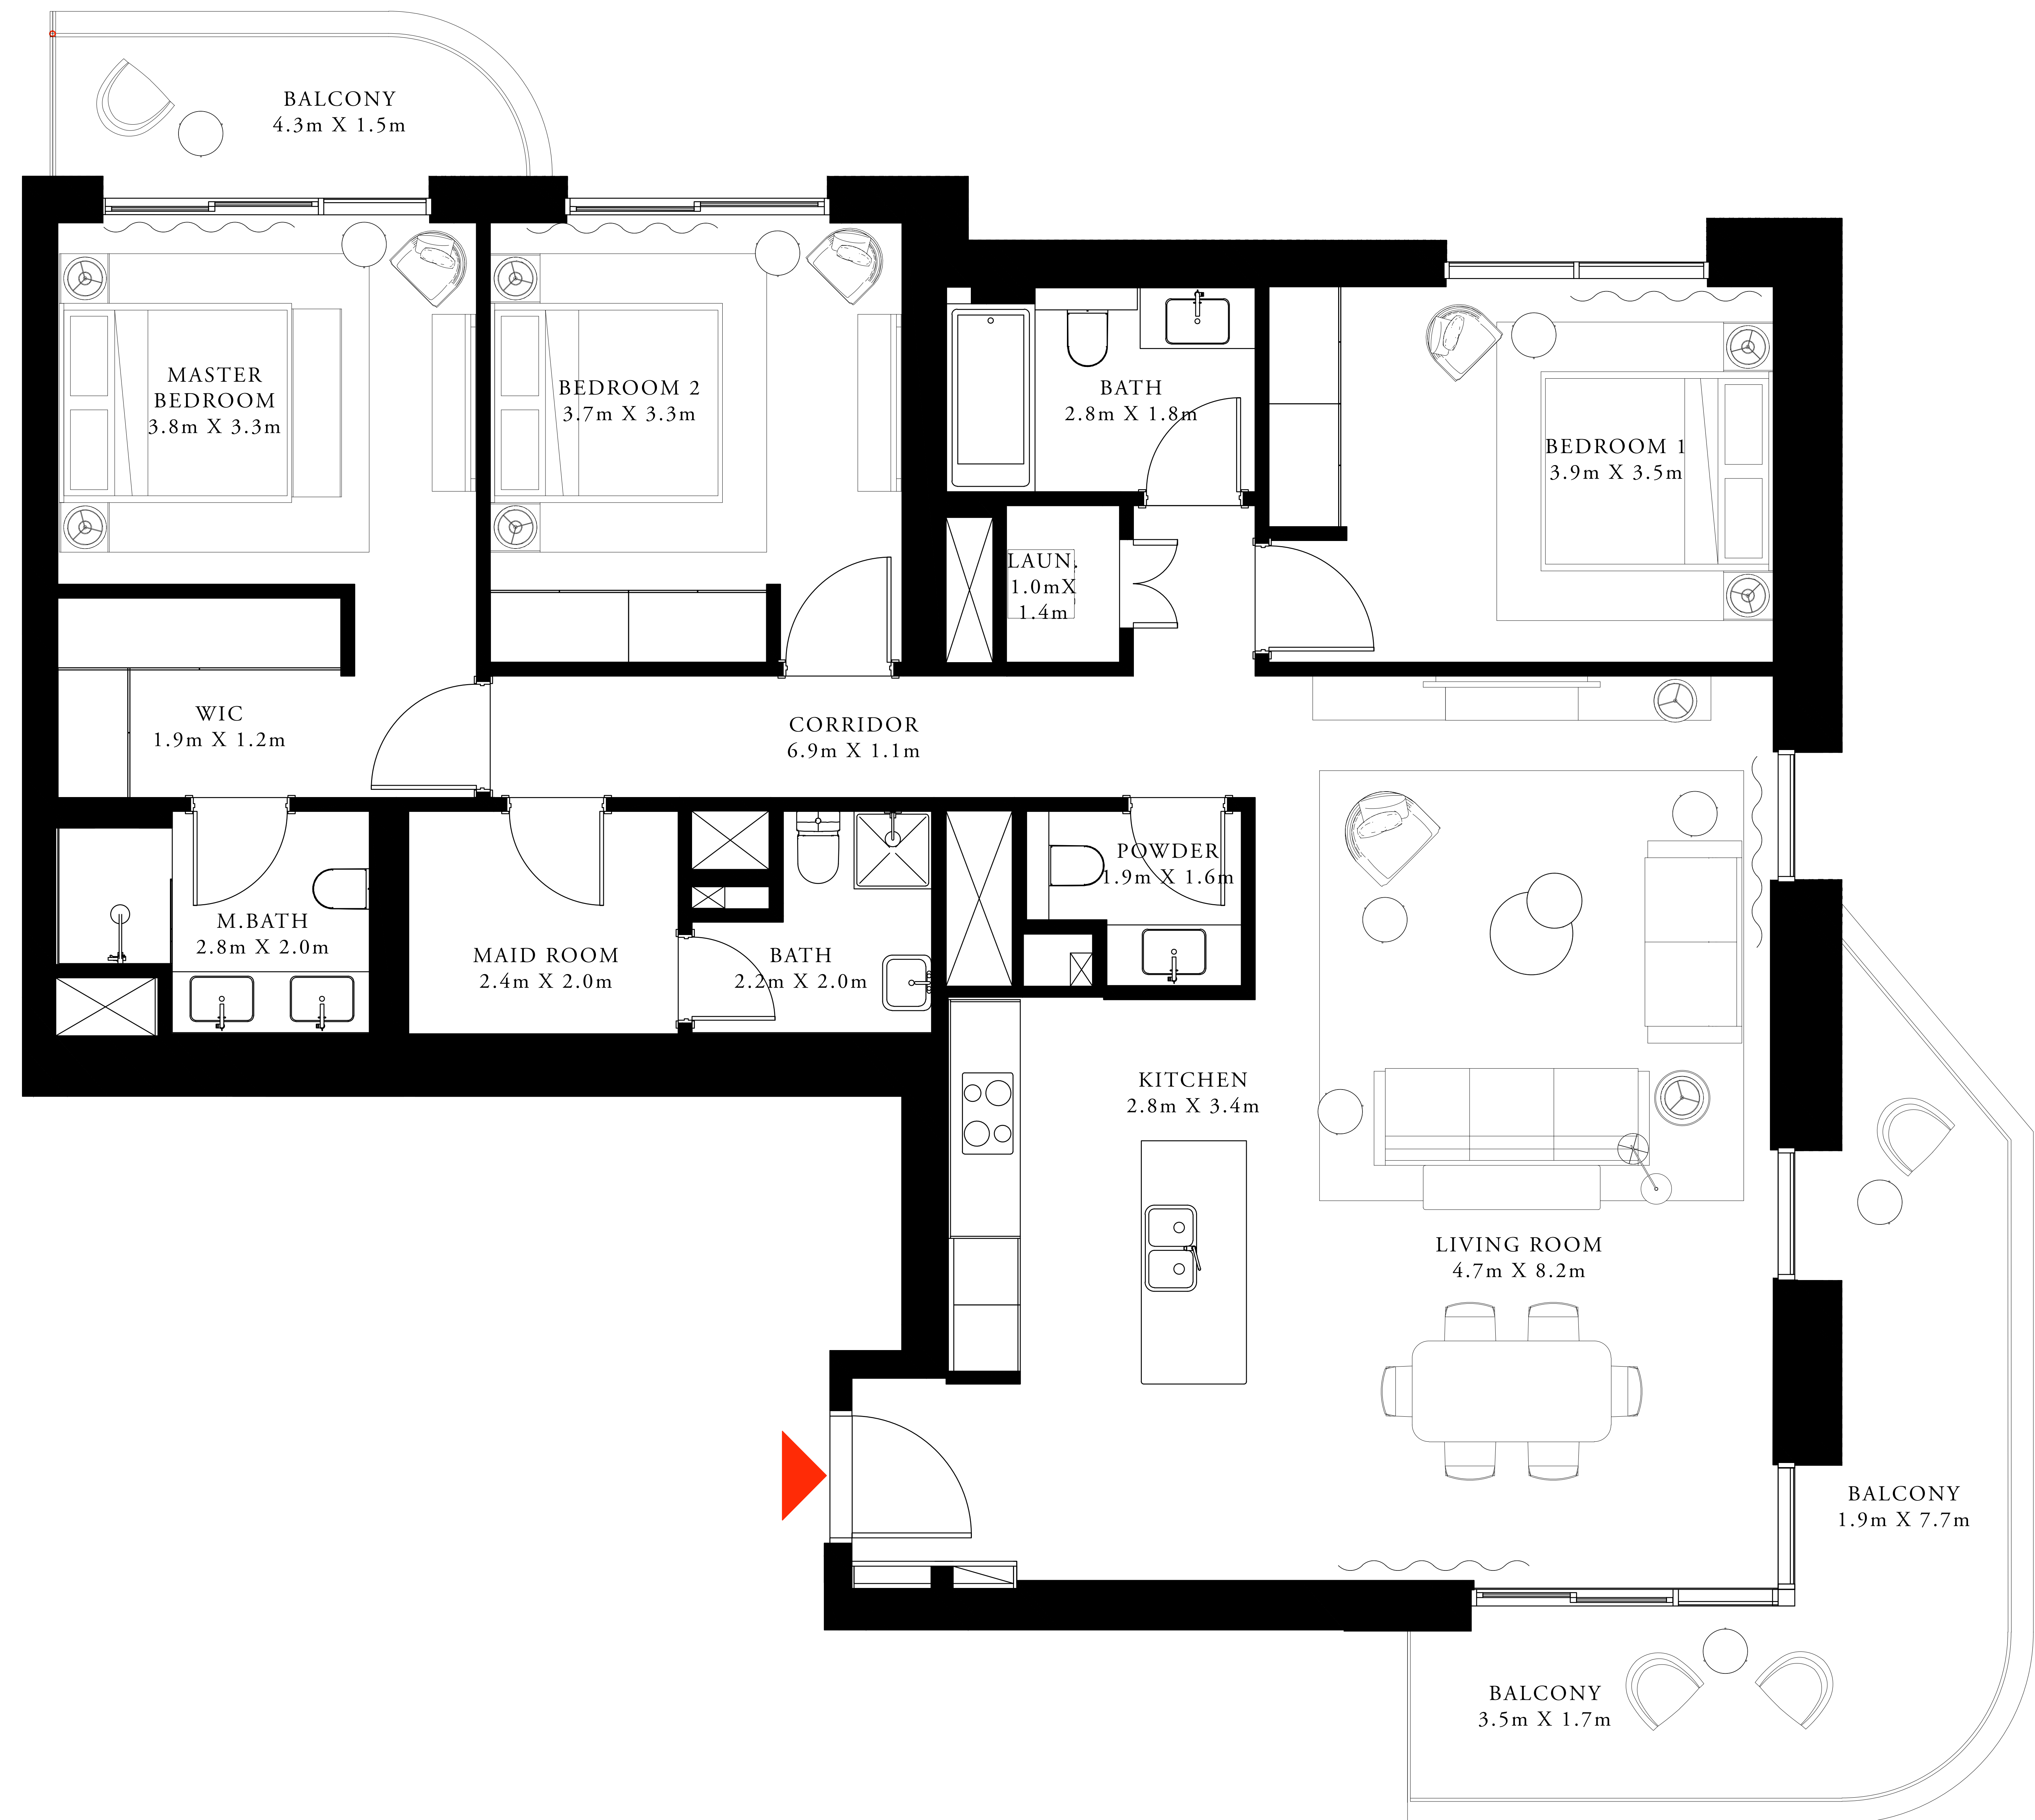 BALCONY
4.3m X 1.5m
MASTER
BEDROOM
3.8m X 3.3m
BEDROOM 2
3.7m X 3.3m
BATH
2.8m X 1.8m
BEDROOM 1
3.9m X 3.5m
LAUN.
1.0mX
1.4m
WIC
1.9m X 1.2m
CORRIDOR
6.9m X 1.1m
POWDER
1.9m X 1.6m
M.BATH
2.8m X 2.0m
MAID ROOM
2.4m X 2.0m
BATH
2.2m X 2.0m
KITCHEN
2.8m X 3.4m
LIVING ROOM
4.7m X 8.2m
BALCONY
1.9m X 7.7m
BALCONY
3.5m X 1.7m